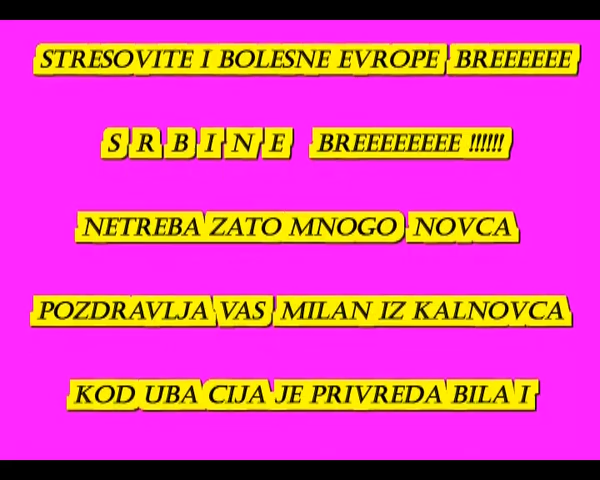 STRESOVITE I BOLESNE EVROPE BREEEEEE
S R B I N E BREEEEEEEE !!!!!!
NETREBA ZATO MNOGO NOVCA
POZDRAVLJA VAS MILAN IZ KALNOVCA
KOD UBA CIJA JE PRIVREDA BILA I